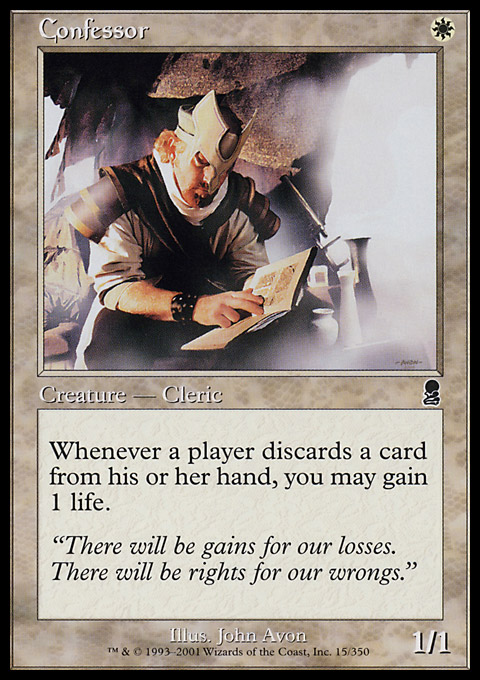 Confessor
-AVON-
Creature — Cleric
Whenever a player discards a card
from his or her hand, you may gain
1 life.
“There will be gains for our losses.
There will be rights for our wrongs.”
Illus. John Avon
™ & © 1993–2001 Wizards of the Coast, Inc. 15/350
1/1